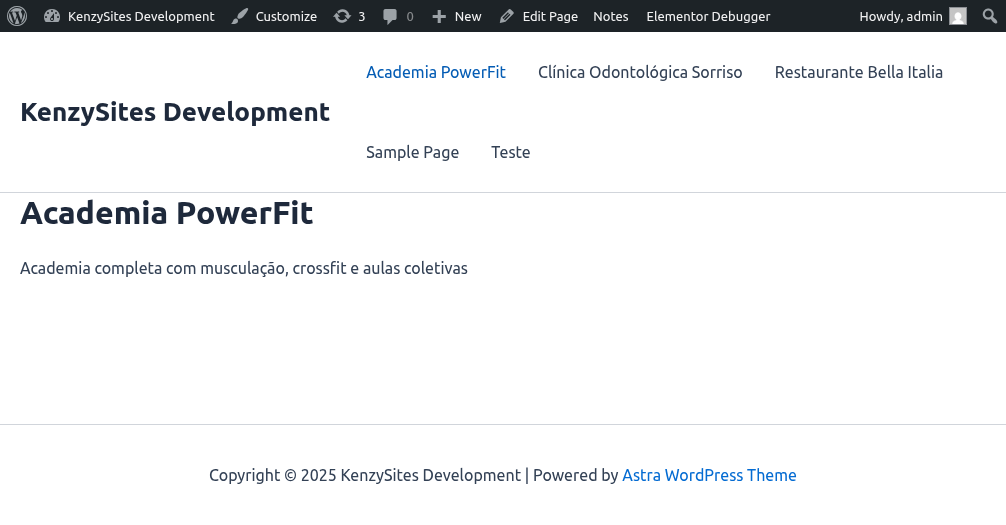 KenzySites Development Customize 3 0 New Edit Page Notes Elementor Debugger Howdy, admin
Academia PowerFit Clínica Odontológica Sorriso Restaurante Bella Italia
KenzySites Development
Sample Page Teste
Academia PowerFit
Academia completa com musculação, crossfit e aulas coletivas
Copyright © 2025 KenzySites Development | Powered by Astra WordPress Theme